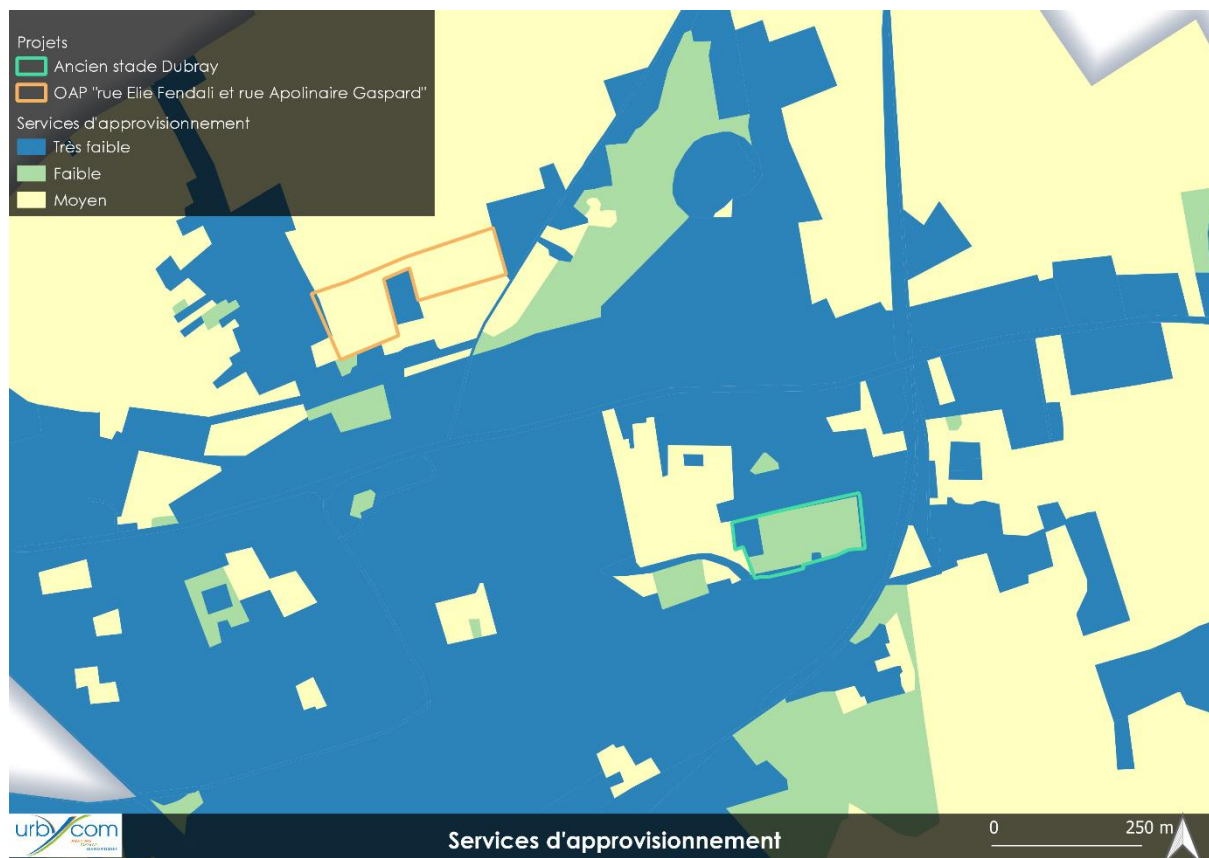 Projets
Ancien stade Dubray
OAP "rue Elie Fendali et rue Apolinaire Gaspard"
Services d'approvisionnement
Très faible
Faible
Moyen
urbycom
Services d'approvisionnement
0 250 m